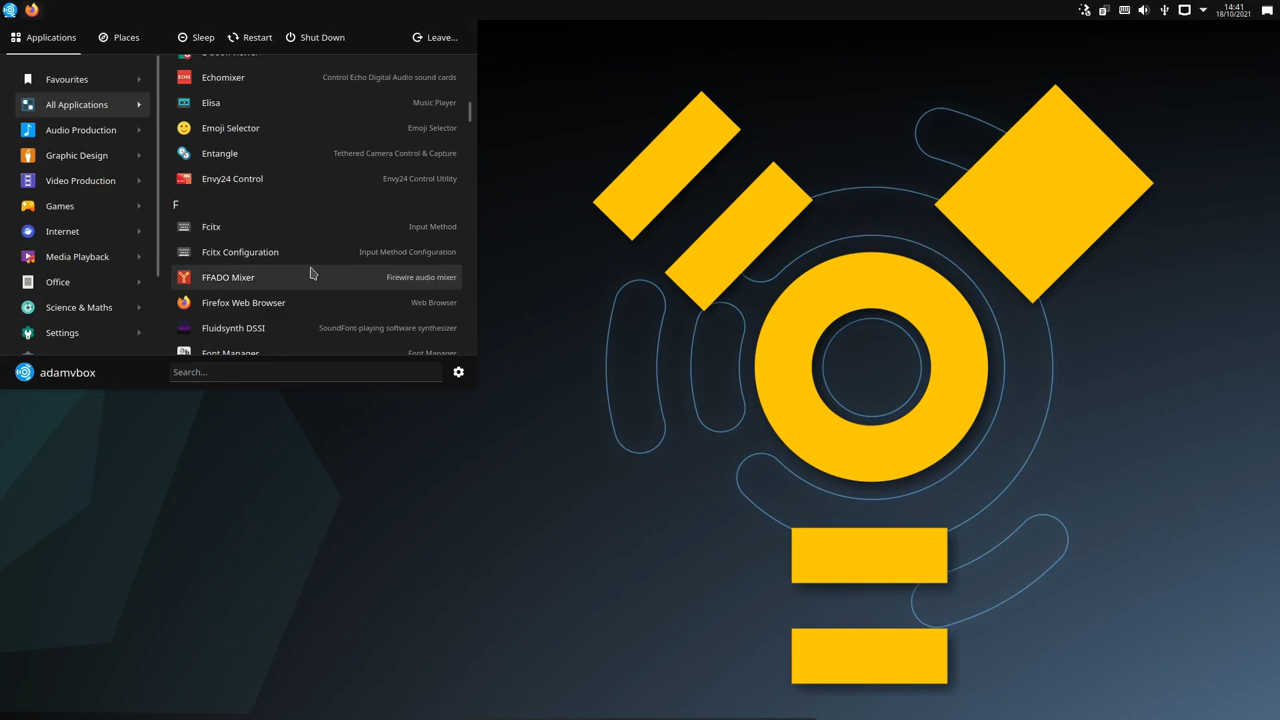 14:41
18/10/2021
Applications
Places
Sleep
Restart
Shut Down
Leave...
Favourites
All Applications
Audio Production
Graphic Design
Video Production
Games
Internet
Media Playback
Office
Science & Maths
Settings
Echomixer Control Echo Digital Audio sound cards
Elisa Music Player
Emoji Selector Emoji Selector
Entangle Tethered Camera Control & Capture
Envy24 Control Envy24 Control Utility
F
Fcitx Input Method
Fcitx Configuration Input Method Configuration
FFADO Mixer Firewire audio mixer
Firefox Web Browser Web Browser
Fluidsynth DSSI SoundFont-playing software synthesizer
Font Manager Font Manager
adamvbox
Search...